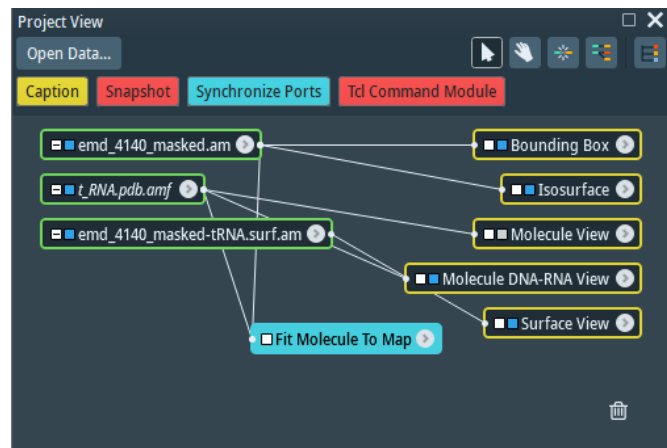 Project View
Open Data...
Caption Snapshot Synchronize Ports Tcl Command Module
emd_4140_masked.am Bounding Box
Isosurface
t_RNA.pdb.amf
Molecule View
emd_4140_masked-tRNA.surf.am
Molecule DNA-RNA View
Surface View
Fit Molecule To Map